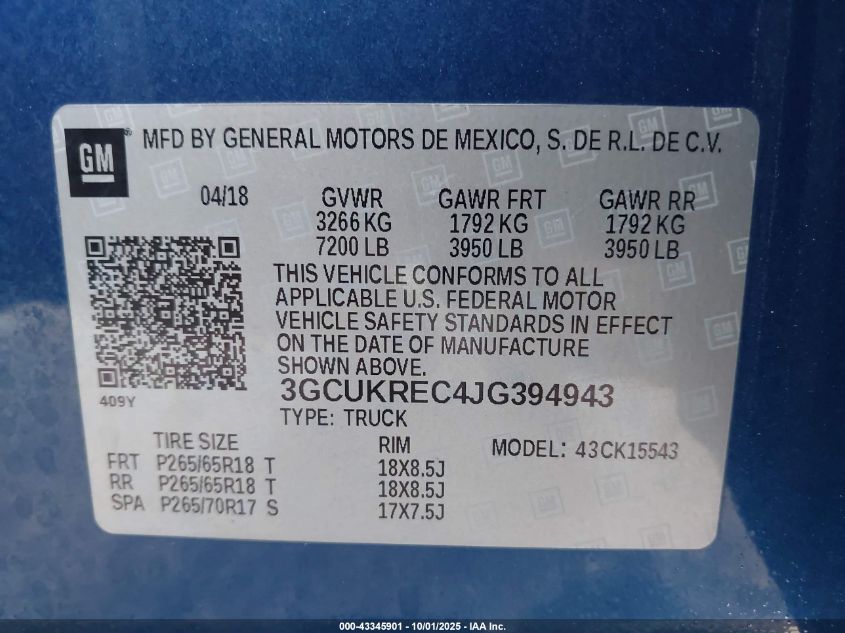 GM® MFD BY GENERAL MOTORS DE MEXICO, S. DE R.L. DE C.V.
04/18 GVWR GAWR FRT GAWR RR
3266 KG 1792 KG 1792 KG
7200 LB 3950 LB 3950 LB
THIS VEHICLE CONFORMS TO ALL
APPLICABLE U.S. FEDERAL MOTOR
VEHICLE SAFETY STANDARDS IN EFFECT
ON THE DATE OF MANUFACTURE
SHOWN ABOVE.
409Y
3GCUKREC4JG394943
TYPE: TRUCK
TIRE SIZE RIM MODEL: 43CK15543
FRT P265/65R18 T 18X8.5J
RR P265/65R18 T 18X8.5J
SPA P265/70R17 S 17X7.5J
000-43345901 - 10/01/2025 - IAA Inc.